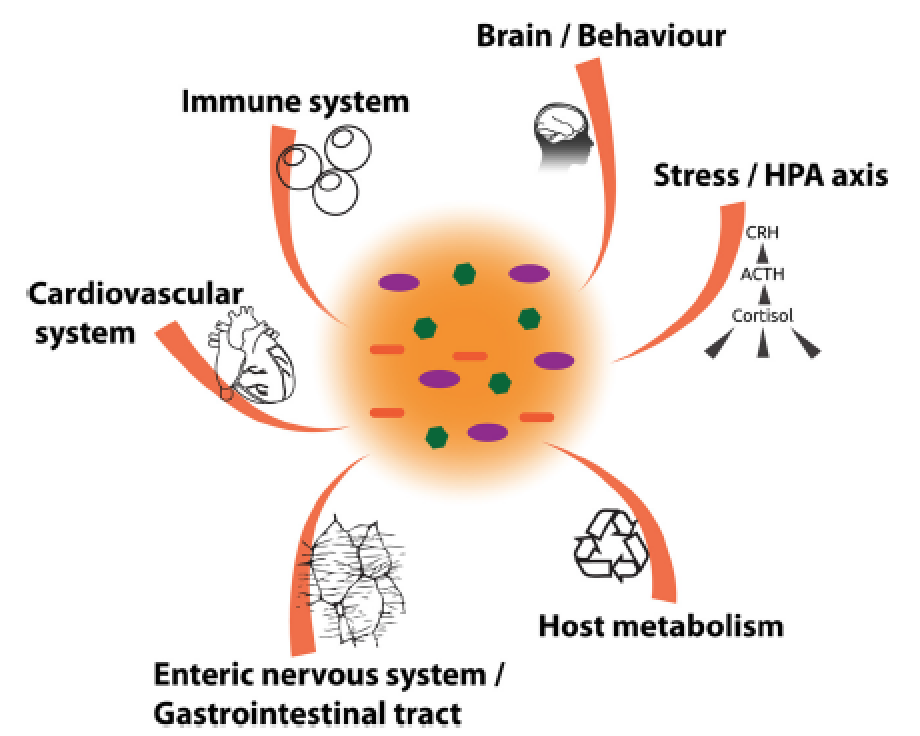 Brain / Behaviour
Immune system
Stress / HPA axis
CRH
ACTH
Cortisol
Cardiovascular
system
Host metabolism
Enteric nervous system /
Gastrointestinal tract